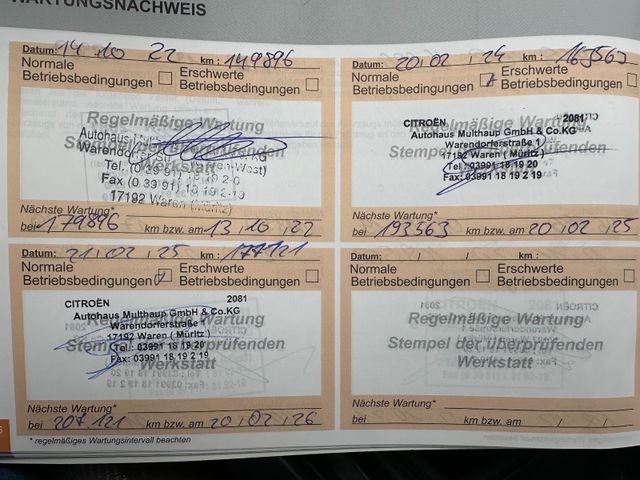 WARTUNGSNACHWEIS
Datum: 14 / 10 / 22 km: 149896
Normale Betriebsbedingungen
Erschwerte Betriebsbedingungen
Regelmäßige Wartung
Stempel der überprüfenden
Werkstatt
Autohaus
Tel. (0 39 91) 18 19 2-0
Fax (0 39 91) 18 19 2-19
17192 Waren (Müritz)
Nächste Wartung*
bei 179896 km bzw. am 13 / 10 /
Datum: 20 / 02 / 24 km: 163563
Normale Betriebsbedingungen
Erschwerte Betriebsbedingungen
Regelmäßige Wartung
Stempel der überprüfenden
Werkstatt
CITROËN 2081
Autohaus Multhaup GmbH & Co.KG
Warendorferstraße 1
17192 Waren ( Müritz )
Tel.: 03991 18 19 20
Fax: 03991 18 19 2 19
Nächste Wartung*
bei 193563 km bzw. am 20 / 02 / 25
Datum: 21 / 02 / 25 km: 177121
Normale Betriebsbedingungen
Erschwerte Betriebsbedingungen
Regelmäßige Wartung
Stempel der überprüfenden
Werkstatt
CITROËN 2081
Autohaus Multhaup GmbH & Co.KG
Warendorferstraße 1
17192 Waren ( Müritz )
Tel.: 03991 18 19 20
Fax: 03991 18 19 2 19
Nächste Wartung*
bei 207121 km bzw. am 20 / 02 / 26
Datum: / / km:
Normale Betriebsbedingungen
Erschwerte Betriebsbedingungen
Regelmäßige Wartung
Stempel der überprüfenden
Werkstatt
Nächste Wartung*
bei km bzw. am / /
* regelmäßiges Wartungsintervall beachten